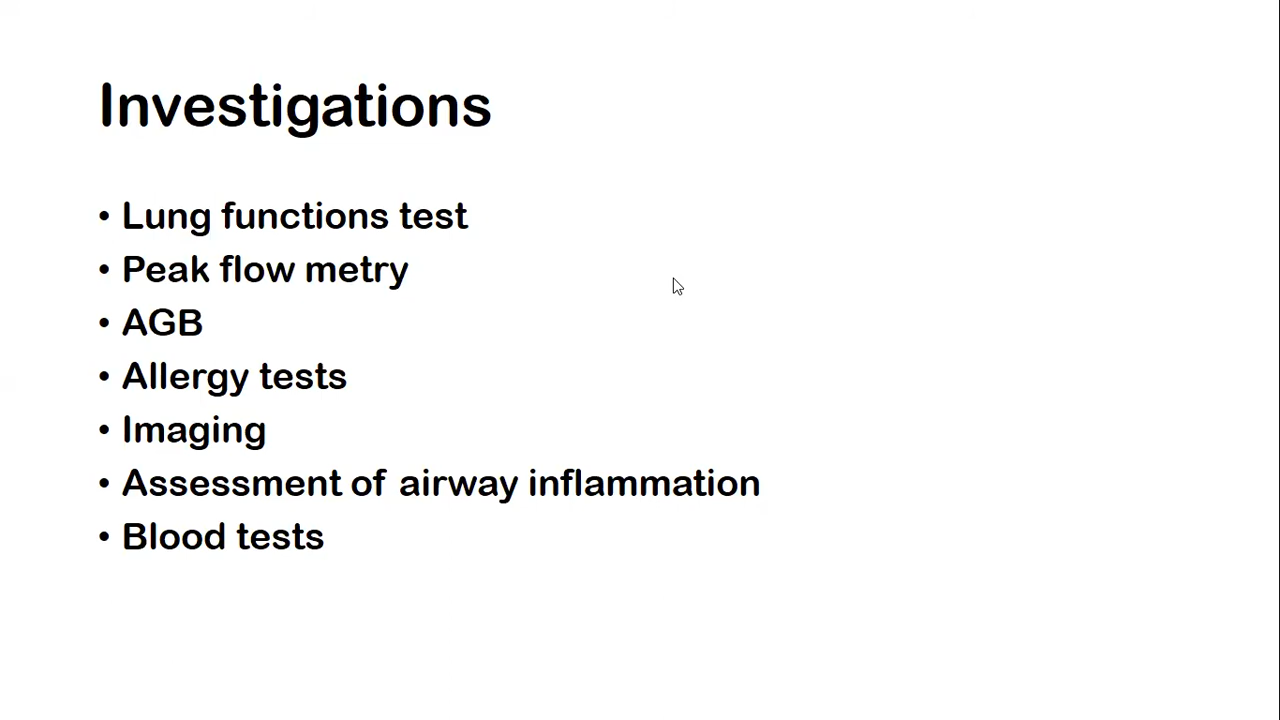 Investigations
• Lung functions test
• Peak flow metry
• AGB
• Allergy tests
• Imaging
• Assessment of airway inflammation
• Blood tests